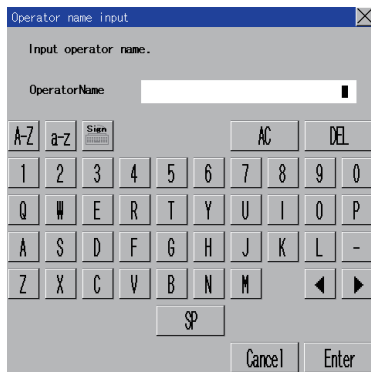 Operator name input
Input operator name.
OperatorName
A-Z a-z Sign AC DEL
1 2 3 4 5 6 7 8 9 0
Q W E R T Y U I O P
A S D F G H J K L -
Z X C V B N M ◀ ▶
SP
Cancel Enter